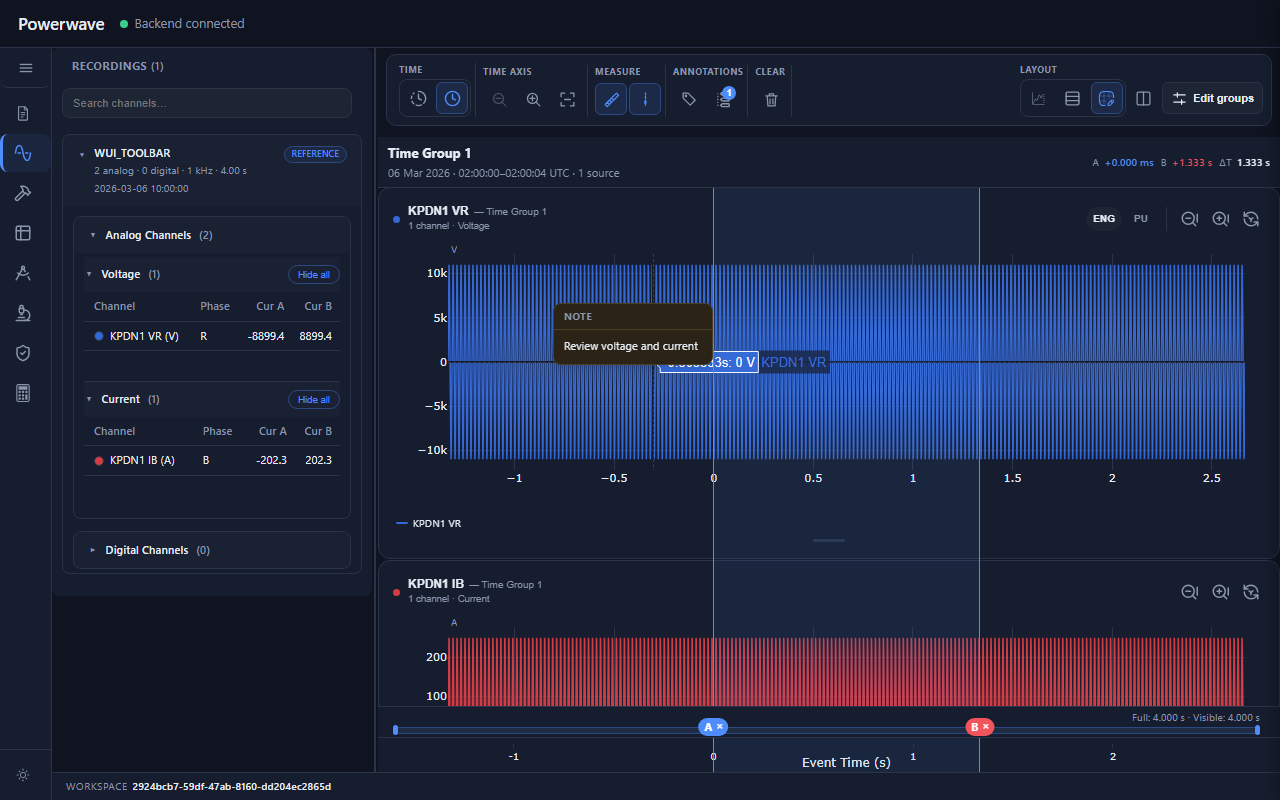 Powerwave
Backend connected
RECORDINGS (1)
Search channels...
WUI_TOOLBAR
REFERENCE
2 analog · 0 digital · 1 kHz · 4.00 s
2026-03-06 10:00:00
Analog Channels (2)
Voltage (1)
Hide all
Channel Phase Cur A Cur B
KPDN1 VR (V) R -8899.4 8899.4
Current (1)
Hide all
Channel Phase Cur A Cur B
KPDN1 IB (A) B -202.3 202.3
Digital Channels (0)
TIME
TIME AXIS
MEASURE
ANNOTATIONS
1
CLEAR
LAYOUT
Edit groups
Time Group 1
06 Mar 2026 · 02:00:00–02:00:04 UTC · 1 source
A +0.000 ms B +1.333 s ΔT 1.333 s
KPDN1 VR — Time Group 1
1 channel · Voltage
ENG PU
V
10k
5k
0
−5k
−10k
NOTE
Review voltage and current
3s: 0 V KPDN1 VR
−1 −0.5 0 0.5 1 1.5 2 2.5
KPDN1 VR
KPDN1 IB — Time Group 1
1 channel · Current
A
200
100
Full: 4.000 s · Visible: 4.000 s
A ×
B ×
-1 0 1 2
Event Time (s)
WORKSPACE 2924bcb7-59df-47ab-8160-dd204ec2865d